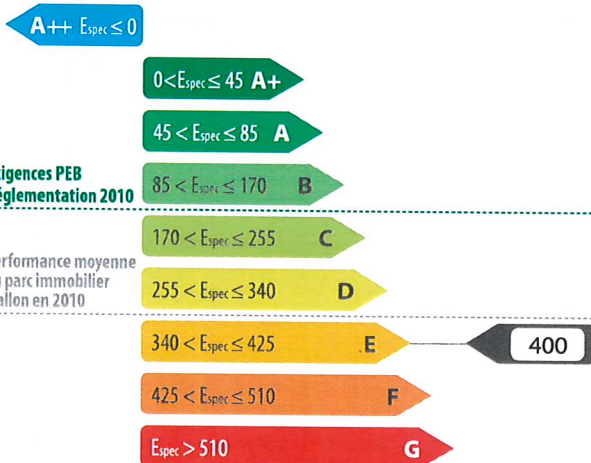 A++ Espec ≤ 0
0<Espec≤ 45 A+
45 < Espec ≤ 85 A
igences PEB
églementation 2010
85 < Espec ≤ 170 B
170 < Espec ≤ 255 C
erformance moyenne
u parc immobilier
allon en 2010
255 < Espec ≤ 340 D
340 < Espec ≤ 425 E
400
425 < Espec ≤ 510 F
Espec > 510 G